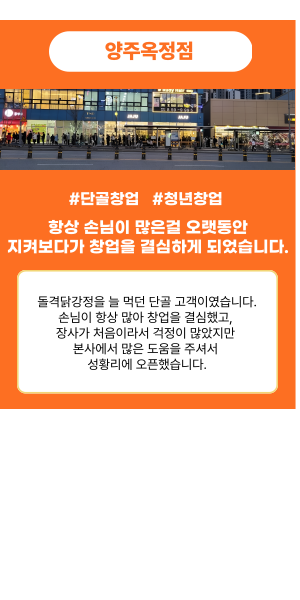 양주옥정점
#단골창업 #청년창업
항상 손님이 많은걸 오랫동안
지켜보다가 창업을 결심하게 되었습니다.
돌격닭강정을 늘 먹던 단골 고객이였습니다.
손님이 항상 많아 창업을 결심했고,
장사가 처음이라서 걱정이 많았지만
본사에서 많은 도움을 주셔서
성황리에 오픈했습니다.